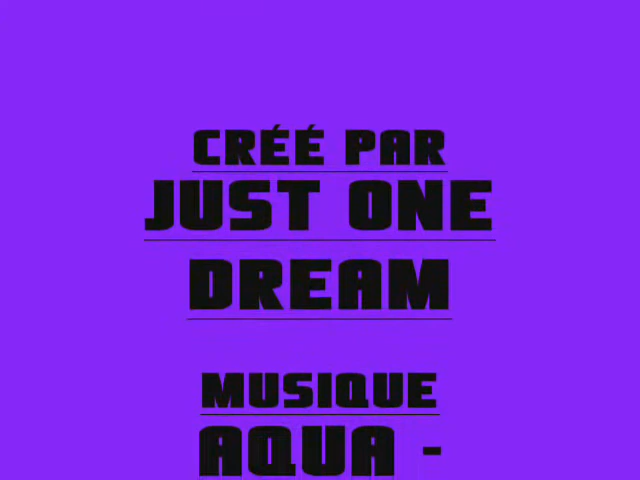 CRÉÉ PAR
JUST ONE
DREAM
MUSIQUE
AQUA -